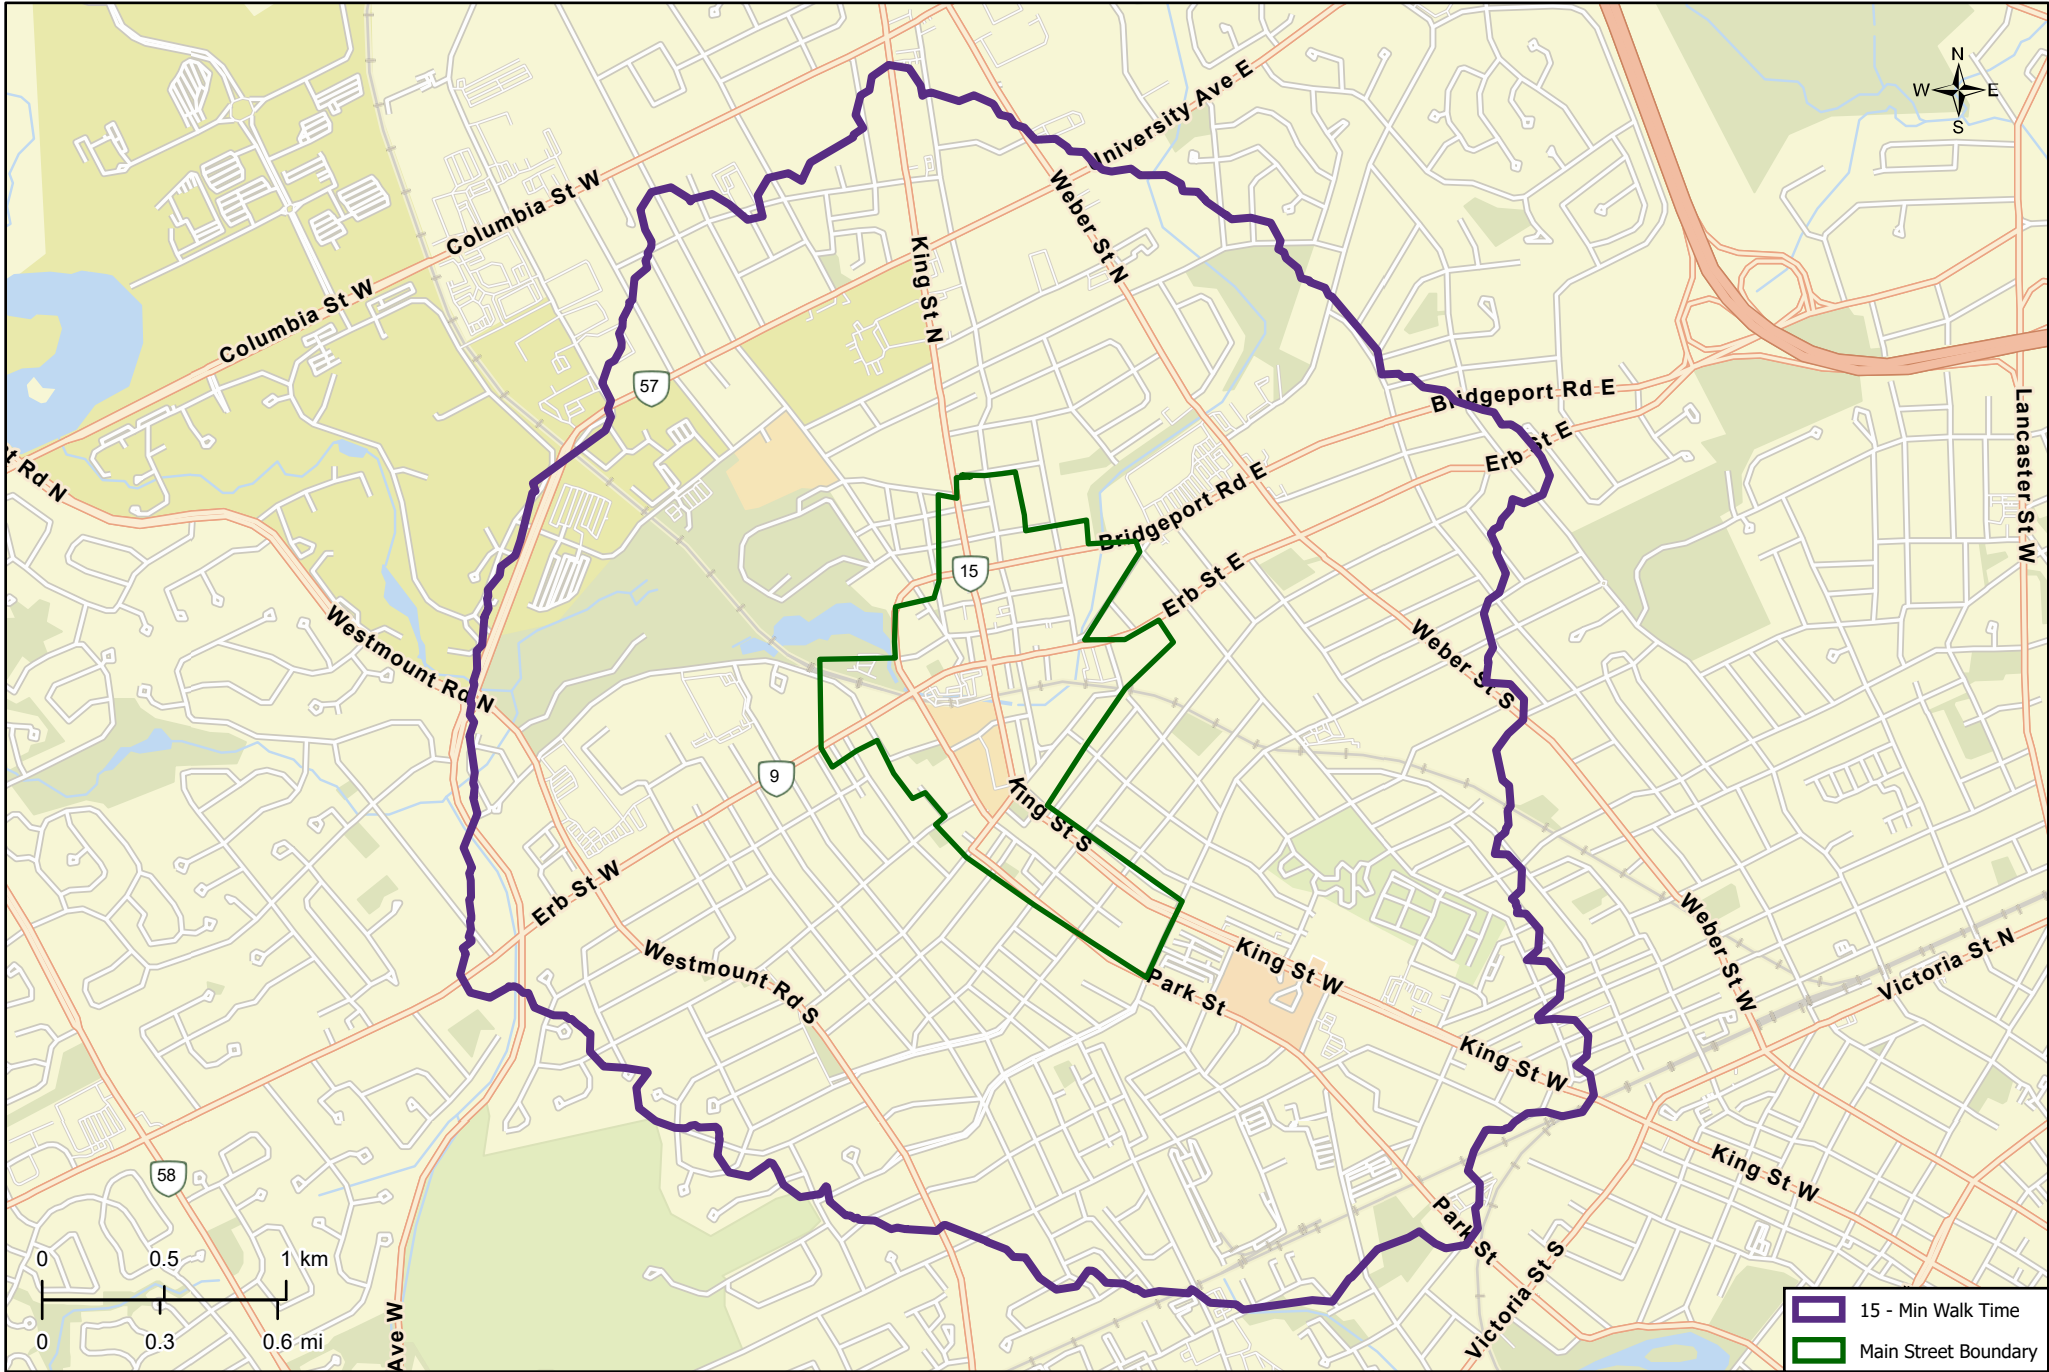 N
W E
S
University Ave E
Columbia St W
Weber St N
King St N
Columbia St W
57
Bridgeport Rd E
Erb St E
Lancaster St W
t Rd N
Bridgeport Rd E
15
Erb St E
Westmount Rd N
Weber St S
9
King St S
Erb St W
Westmount Rd S
King St W
Park St
Weber St W
Victoria St N
King St W
King St W
58
Park St
Victoria St S
Ave W
0 0.5 1 km
0 0.3 0.6 mi
15 - Min Walk Time
Main Street Boundary